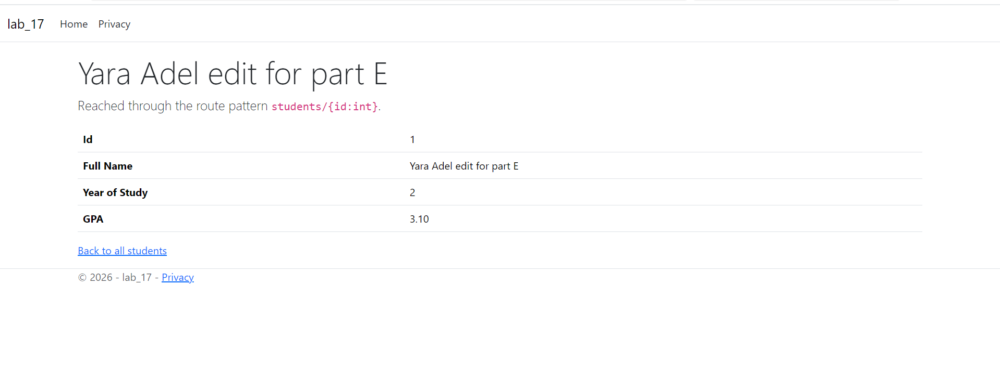 lab_17 Home Privacy
Yara Adel edit for part E
Reached through the route pattern students/{id:int}.
Id 1
Full Name Yara Adel edit for part E
Year of Study 2
GPA 3.10
Back to all students
© 2026 - lab_17 - Privacy